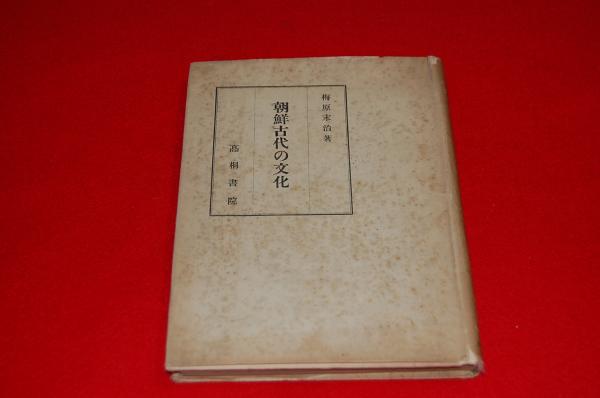 梅原末治著
朝鮮古代の文化
高桐書院